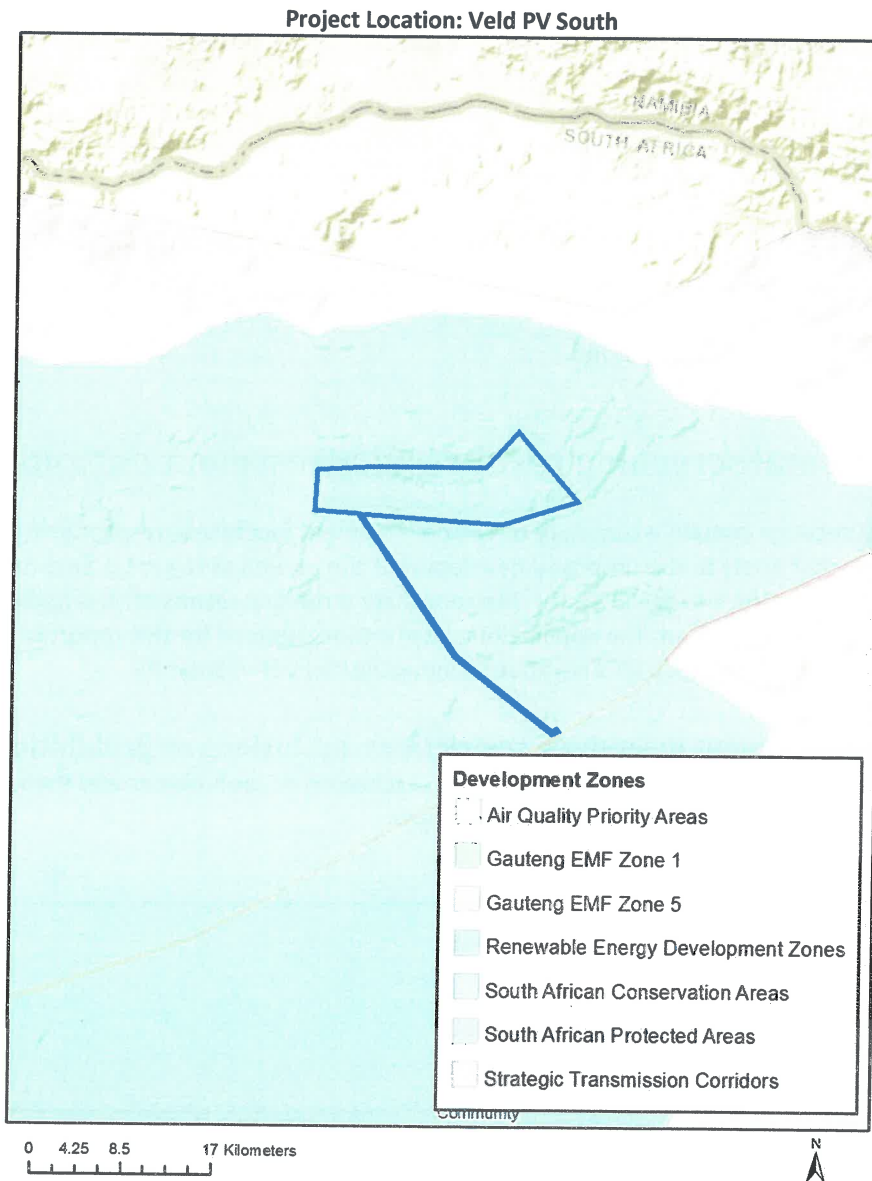 Project Location: Veld PV South
NAMIBIA
SOUTH AFRICA
Development Zones
Air Quality Priority Areas
Gauteng EMF Zone 1
Gauteng EMF Zone 5
Renewable Energy Development Zones
South African Conservation Areas
South African Protected Areas
Strategic Transmission Corridors
Community
0 4.25 8.5 17 Kilometers
N